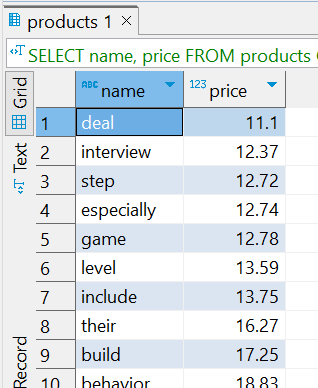 products 1
SELECT name, price FROM products
Grid
Text
Record
ABC name 123 price
1 deal 11.1
2 interview 12.37
3 step 12.72
4 especially 12.74
5 game 12.78
6 level 13.59
7 include 13.75
8 their 16.27
9 build 17.25
10 behavior 18.83